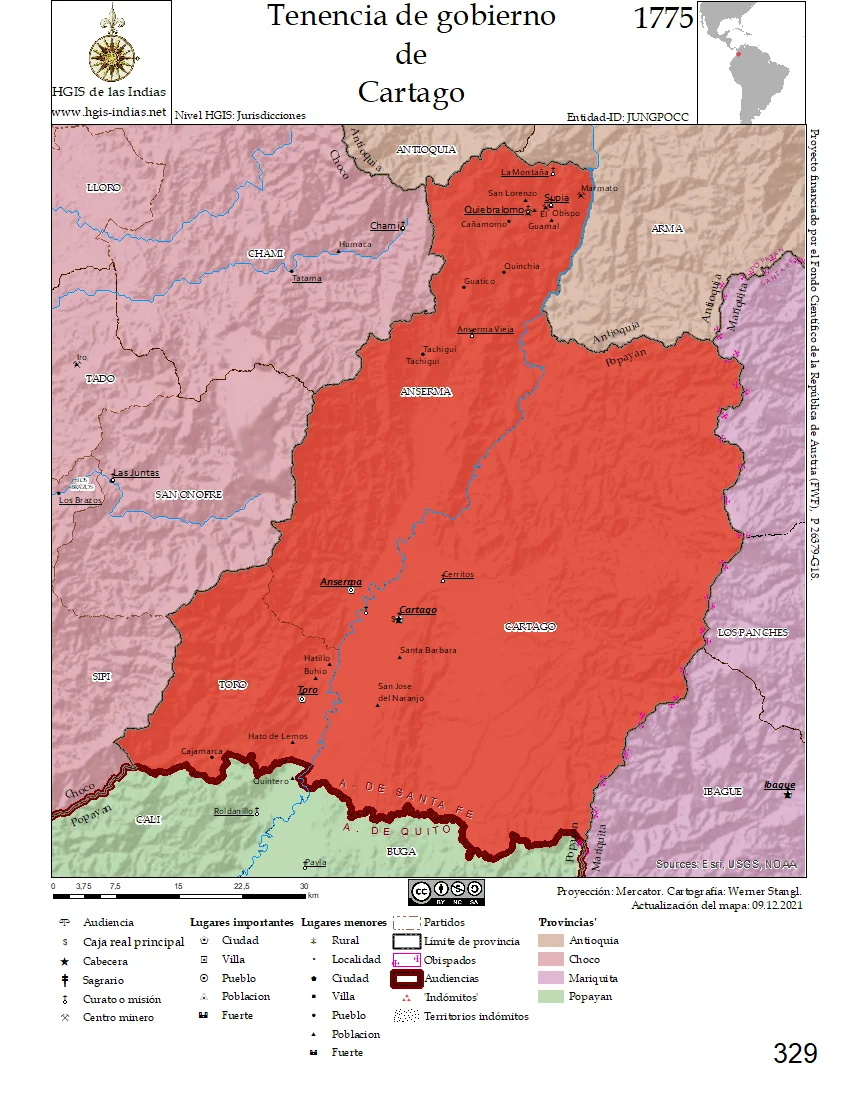 Tenencia de gobierno
de
Cartago
1775
HGIS de las Indias
www.hgis-indias.net
Nivel HGIS: Jurisdicciones
Entidad-ID: JUNGPOCC
Proyecto financiado por el Fondo Científico de la República de Austria (FWF), P 26379-G18.
ANTIOQUIA
Antioquia
Choco
LLORO
La Montaña
San Lorenzo
Supia
Marmato
Quiebralomo
El Obispo
Cañamomo
Guamal
Chami
ARMA
Humaca
CHAMI
Tatama
Quinchia
Guatico
Antioquia
Mariquita
Anserma Vieja
Antioquia
Popayan
Iro
TADO
Tachigui
Tachigui
ANSERMA
Las Juntas
LOS
BRAZOS
Los Brazos
SAN ONOFRE
Cerritos
Anserma
Cartago
CARTAGO
LOS PANCHES
Santa Barbara
Hatillo
Buhio
SIPI
TORO
Toro
San Jose
del Naranjo
Hato de Lemos
Cajamarca
Quintero
Choco
Popayan
A. DE SANTA FE
A. DE QUITO
IBAGUE
Ibague
Roldanillo
CALI
BUGA
Popayan
Mariquita
Payla
Sources: Esri, USGS, NOAA
0 3,75 7,5 15 22,5 30
km
cc BY NC SA
Proyección: Mercator. Cartografía: Werner Stangl.
Actualización del mapa: 09.12.2021
Audiencia
Caja real principal
Cabecera
Sagrario
Curato o misión
Centro minero
Lugares importantes
Ciudad
Villa
Pueblo
Poblacion
Fuerte
Lugares menores
Rural
Localidad
Ciudad
Villa
Pueblo
Poblacion
Fuerte
Partidos
Límite de provincia
Obispados
Audiencias
'Indómitos'
Territorios indómitos
'Provincias'
Antioquia
Choco
Mariquita
Popayan
329